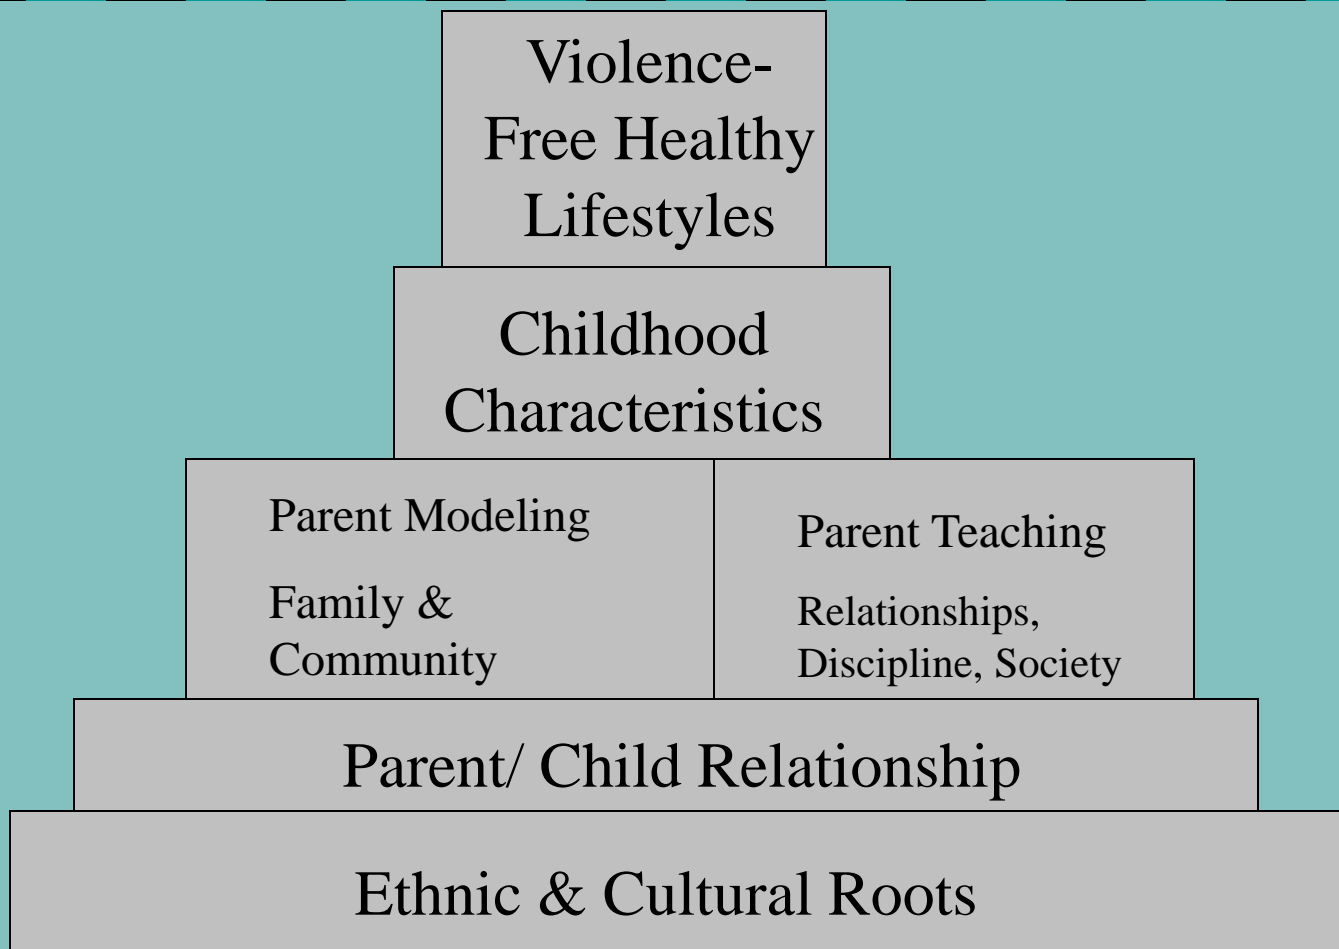 Violence-
Free Healthy
Lifestyles
Childhood
Characteristics
Parent Modeling
Family &
Community
Parent Teaching
Relationships,
Discipline, Society
Parent/ Child Relationship
Ethnic & Cultural Roots